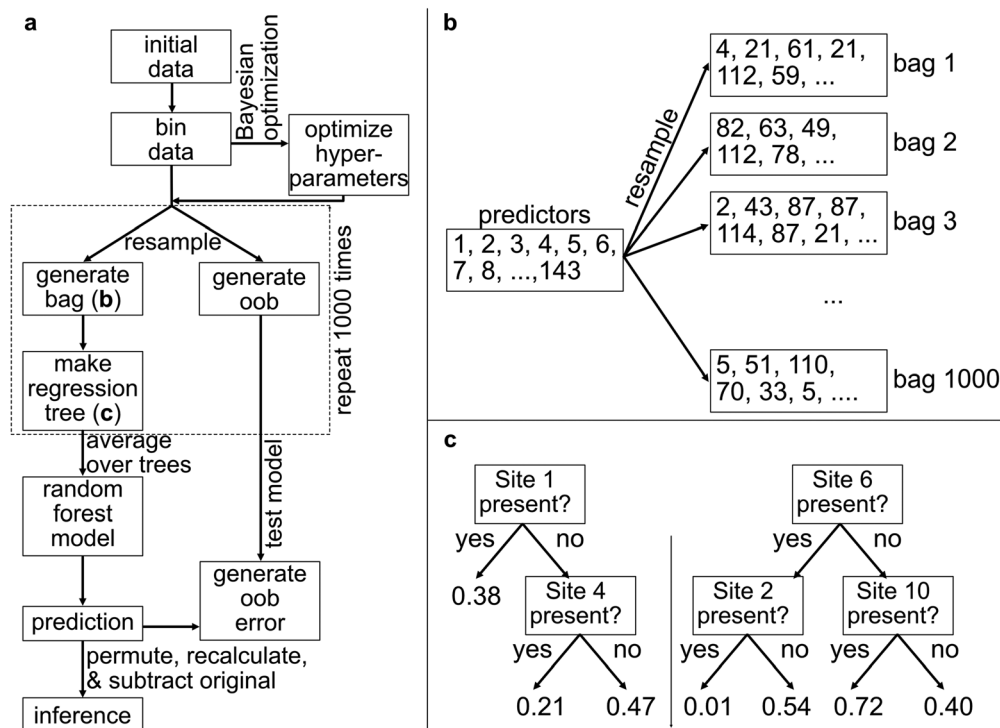 a
initial
data
Bayesian
optimization
bin
data
optimize
hyper-
parameters
resample
generate
bag (b)
generate
oob
repeat 1000 times
make
regression
tree (c)
average
over trees
random
forest
model
test model
generate
oob
error
prediction
permute, recalculate,
& subtract original
inference
b
predictors
1, 2, 3, 4, 5, 6,
7, 8, ...,143
resample
4, 21, 61, 21,
112, 59, ...
bag 1
82, 63, 49,
112, 78, ...
bag 2
2, 43, 87, 87,
114, 87, 21, ...
bag 3
...
5, 51, 110,
70, 33, 5, ....
bag 1000
c
Site 1
present?
yes no
0.38
Site 4
present?
yes no
0.21 0.47
Site 6
present?
yes no
Site 2
present?
Site 10
present?
yes no yes no
0.01 0.54 0.72 0.40